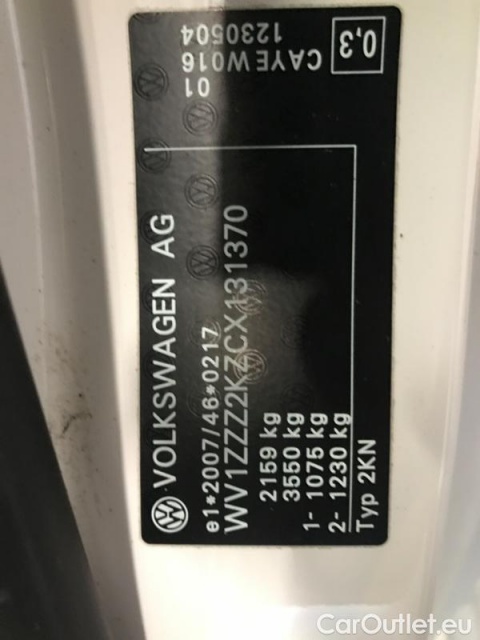 VOLKSWAGEN AG
e1*2007/46*0217
WV1ZZZ2KZCX131370
2159 kg
3550 kg
1- 1075 kg
2- 1230 kg
Typ 2KN
01
CAYE W016
1230504
0,3
CarOutlet.eu